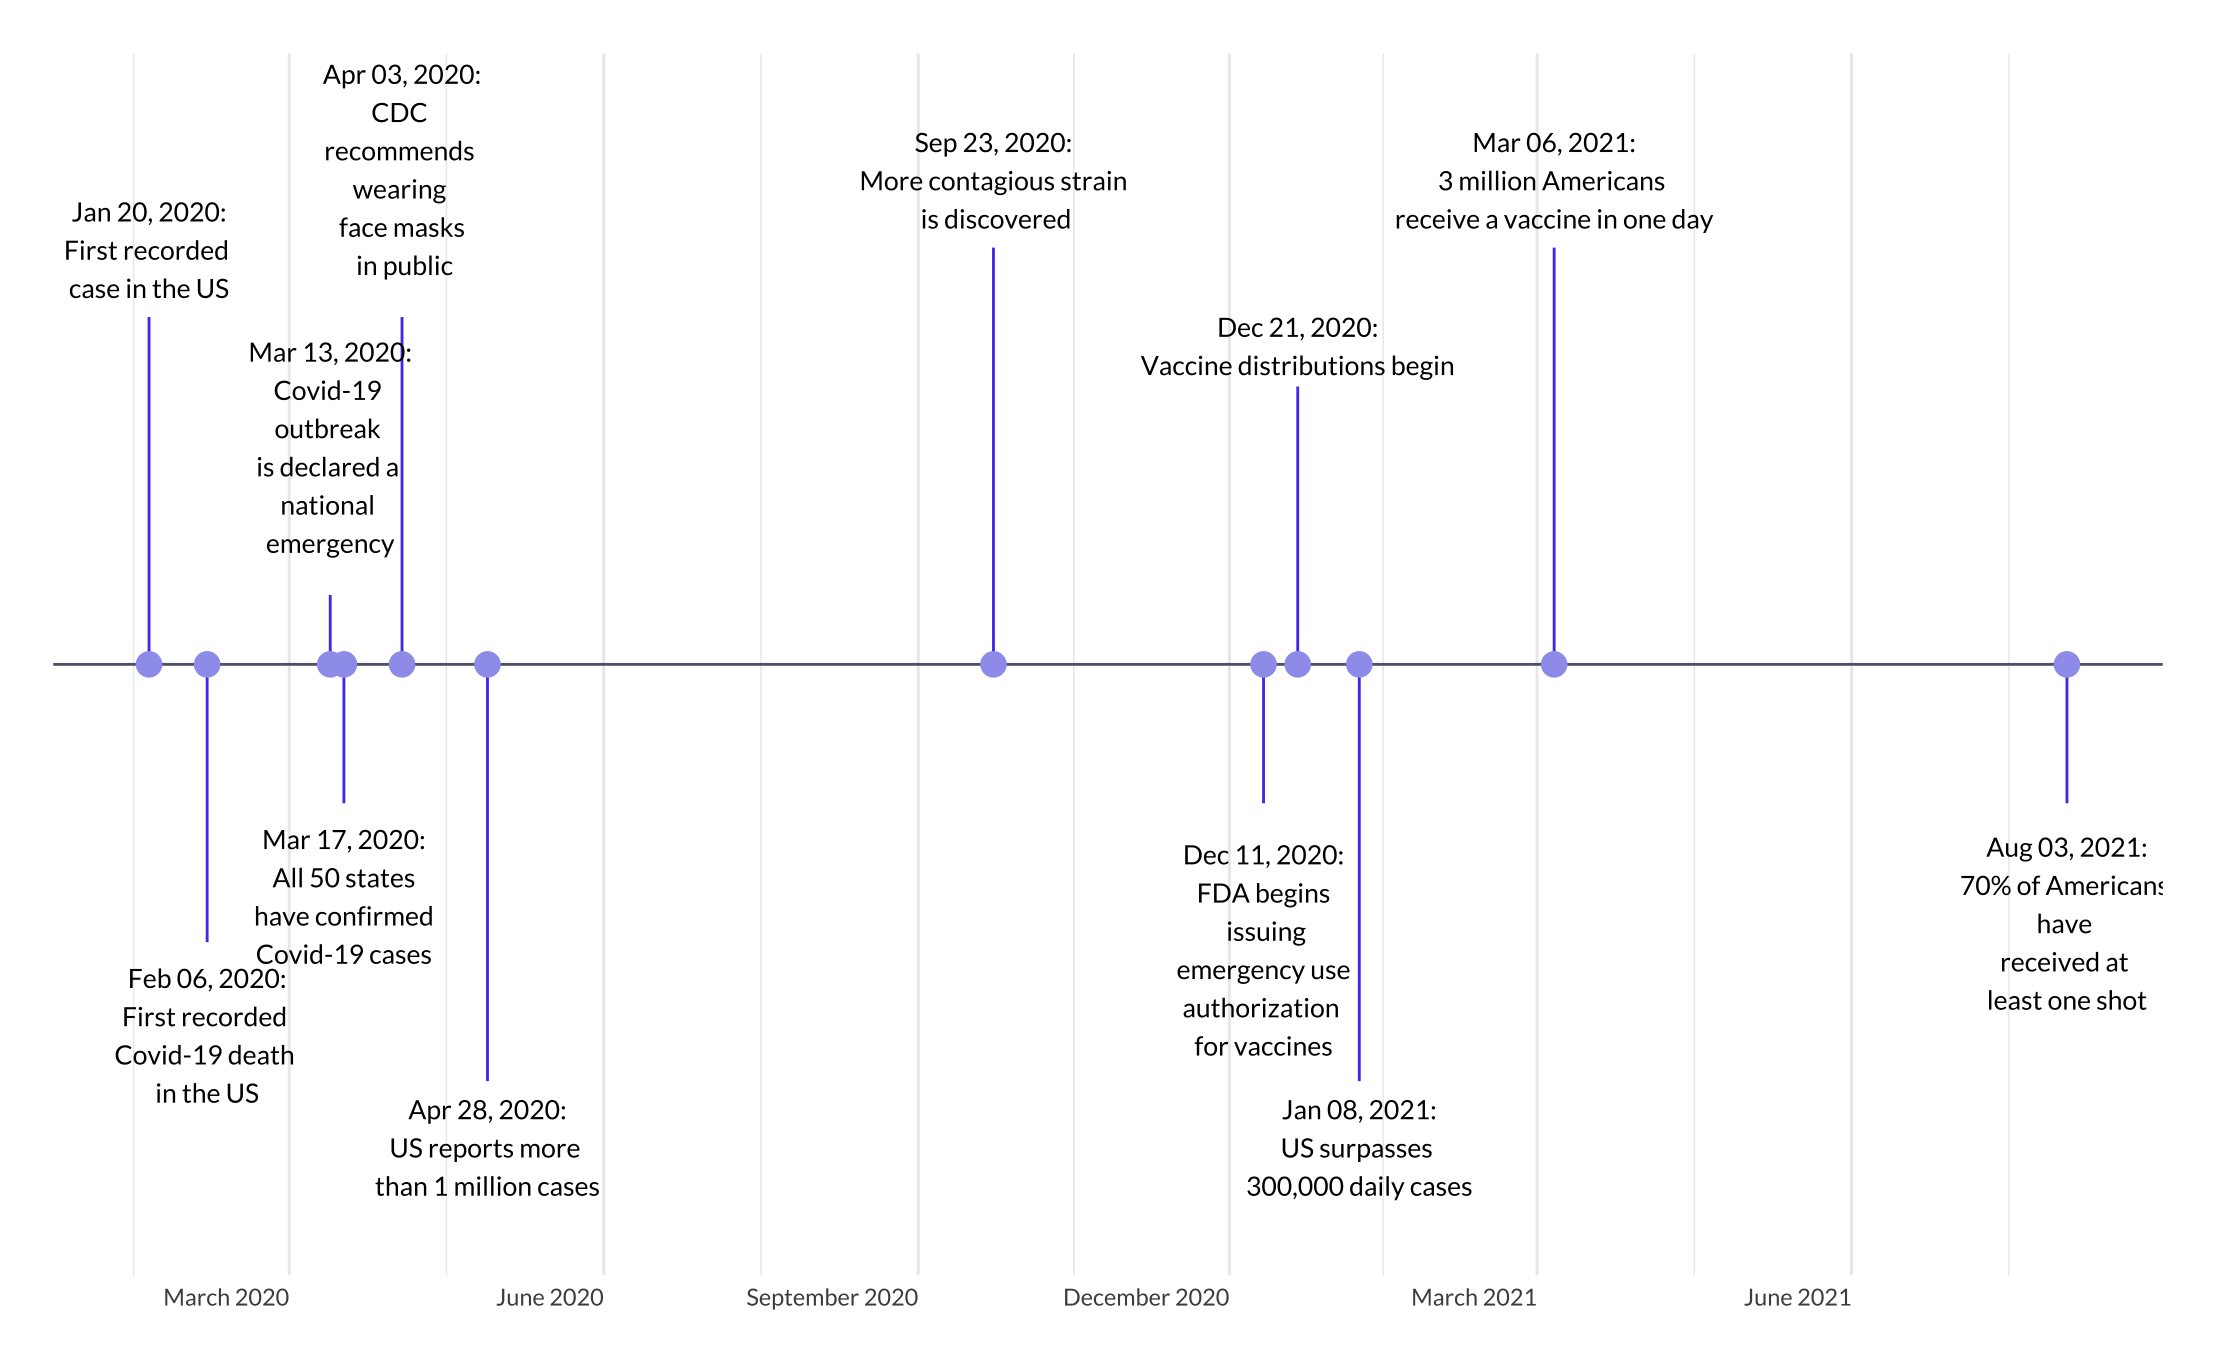 Apr 03, 2020:
CDC
recommends
wearing
face masks
in public
Jan 20, 2020:
First recorded
case in the US
Mar 13, 2020:
Covid-19
outbreak
is declared a
national
emergency
Sep 23, 2020:
More contagious strain
is discovered
Dec 21, 2020:
Vaccine distributions begin
Mar 06, 2021:
3 million Americans
receive a vaccine in one day
Mar 17, 2020:
All 50 states
have confirmed
Covid-19 cases
Feb 06, 2020:
First recorded
Covid-19 death
in the US
Apr 28, 2020:
US reports more
than 1 million cases
Dec 11, 2020:
FDA begins
issuing
emergency use
authorization
for vaccines
Jan 08, 2021:
US surpasses
300,000 daily cases
Aug 03, 2021:
70% of Americans
have
received at
least one shot
March 2020
June 2020
September 2020
December 2020
March 2021
June 2021